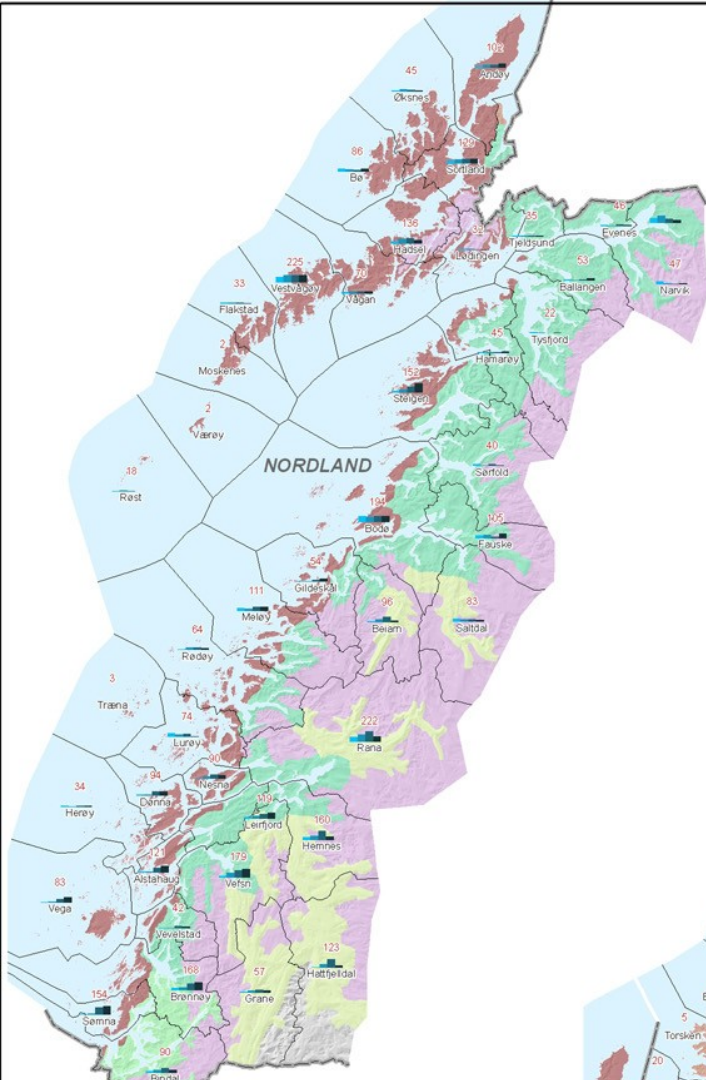 102
Andøy
45
Øksnes
129
Sortland
86
Bø
136
Hadsel
32
Lødingen
35
Tjeldsund
46
Evenes
53
Ballangen
47
Narvik
225
Vestvågøy
70
Vågan
33
Flakstad
2
Moskenes
22
Tysfjord
45
Hamarøy
152
Steigen
2
Værøy
NORDLAND
40
Sørfold
18
Røst
194
Bodø
105
Fauske
54
Gildeskål
111
Meløy
96
Beiarn
83
Saltdal
64
Rødøy
3
Træna
74
Lurøy
222
Rana
90
Nesna
94
Dønna
34
Herøy
119
Leirfjord
160
Hemnes
121
Alstahaug
179
Vefsn
83
Vega
42
Vevelstad
123
Hattfjelldal
168
Brønnøy
57
Grane
154
Sømna
90
Bindal
5
Torsken
20